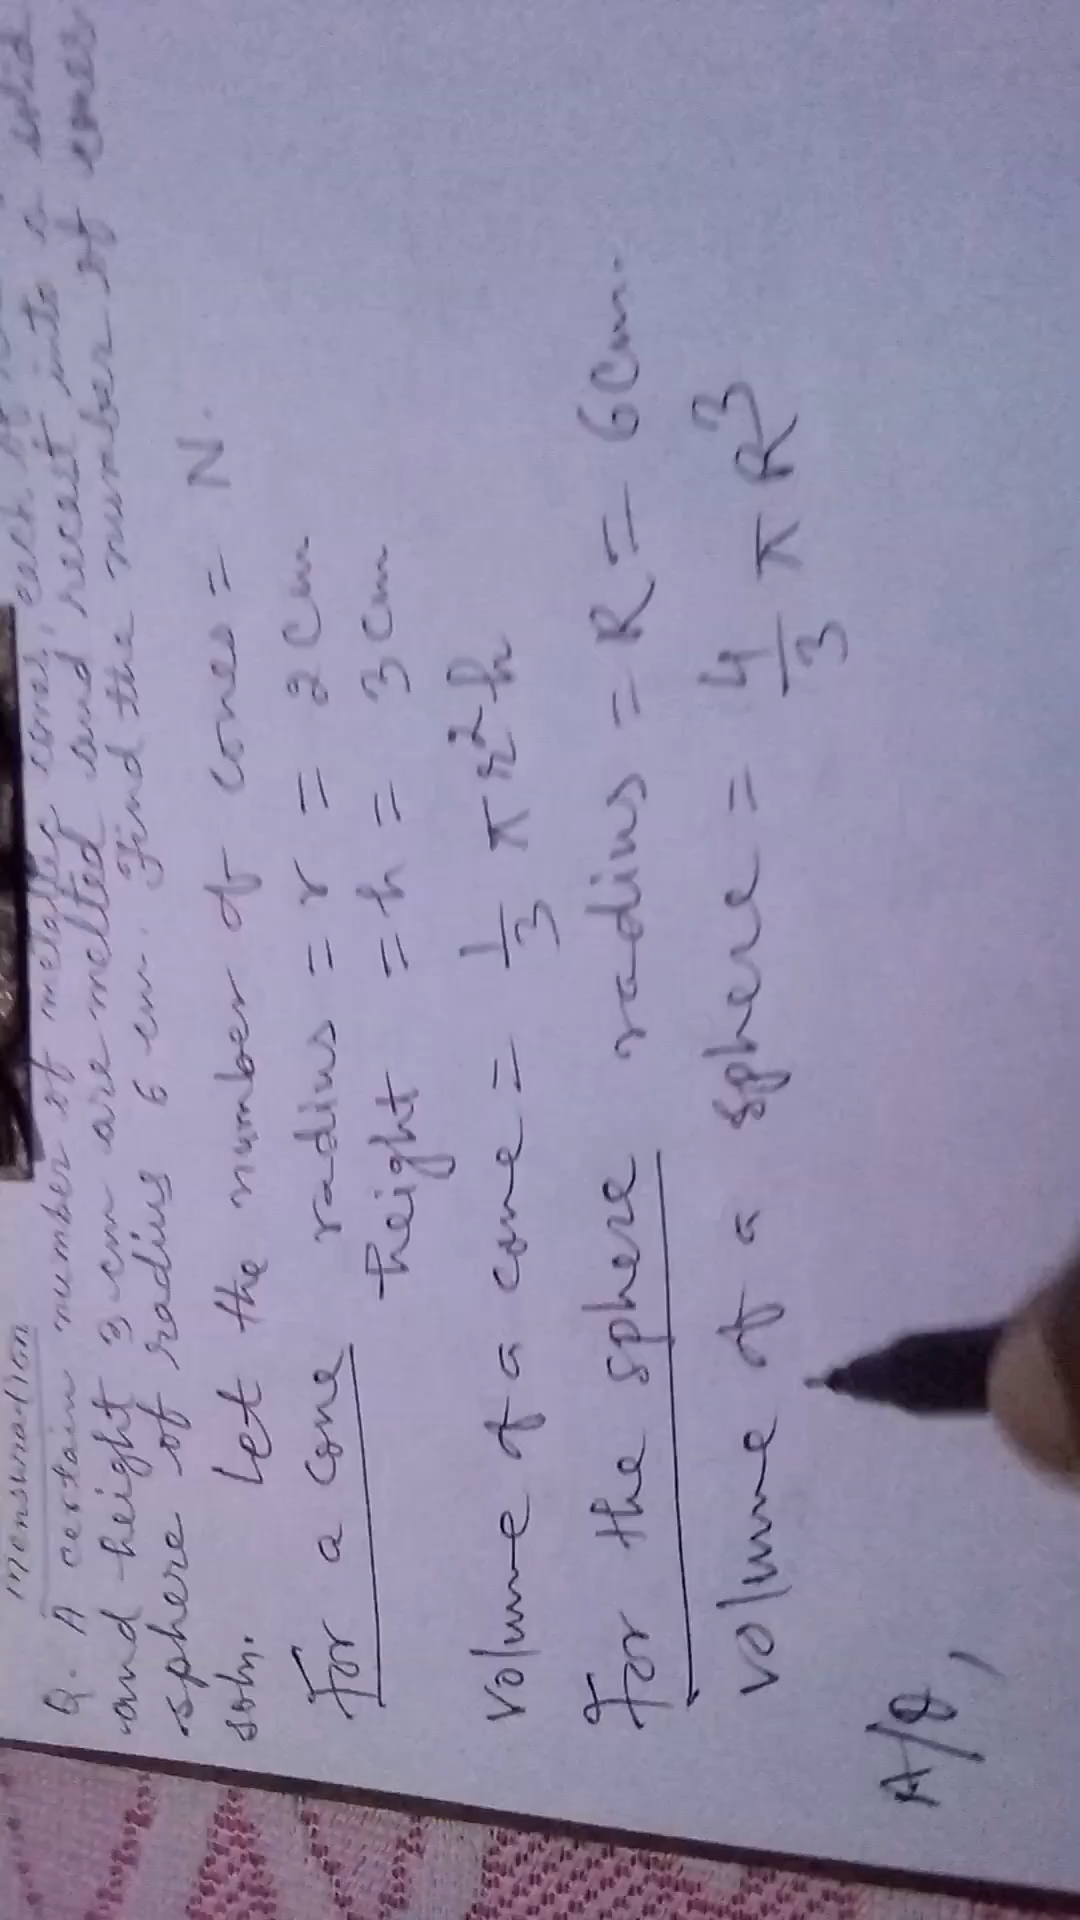 Mensuration
Q. A certain number of metallic cones, each of
and height 3 cm are melted and recast into a solid
sphere of radius 6 cm. Find the number of cones
soln. Let the number of cones = N.
For a cone radius = r = 2 cm
height = h = 3 cm
volume of a cone = 1/3 π r² h
For the sphere radius = R = 6 cm.
volume of a sphere = 4/3 π R³
A/Q,